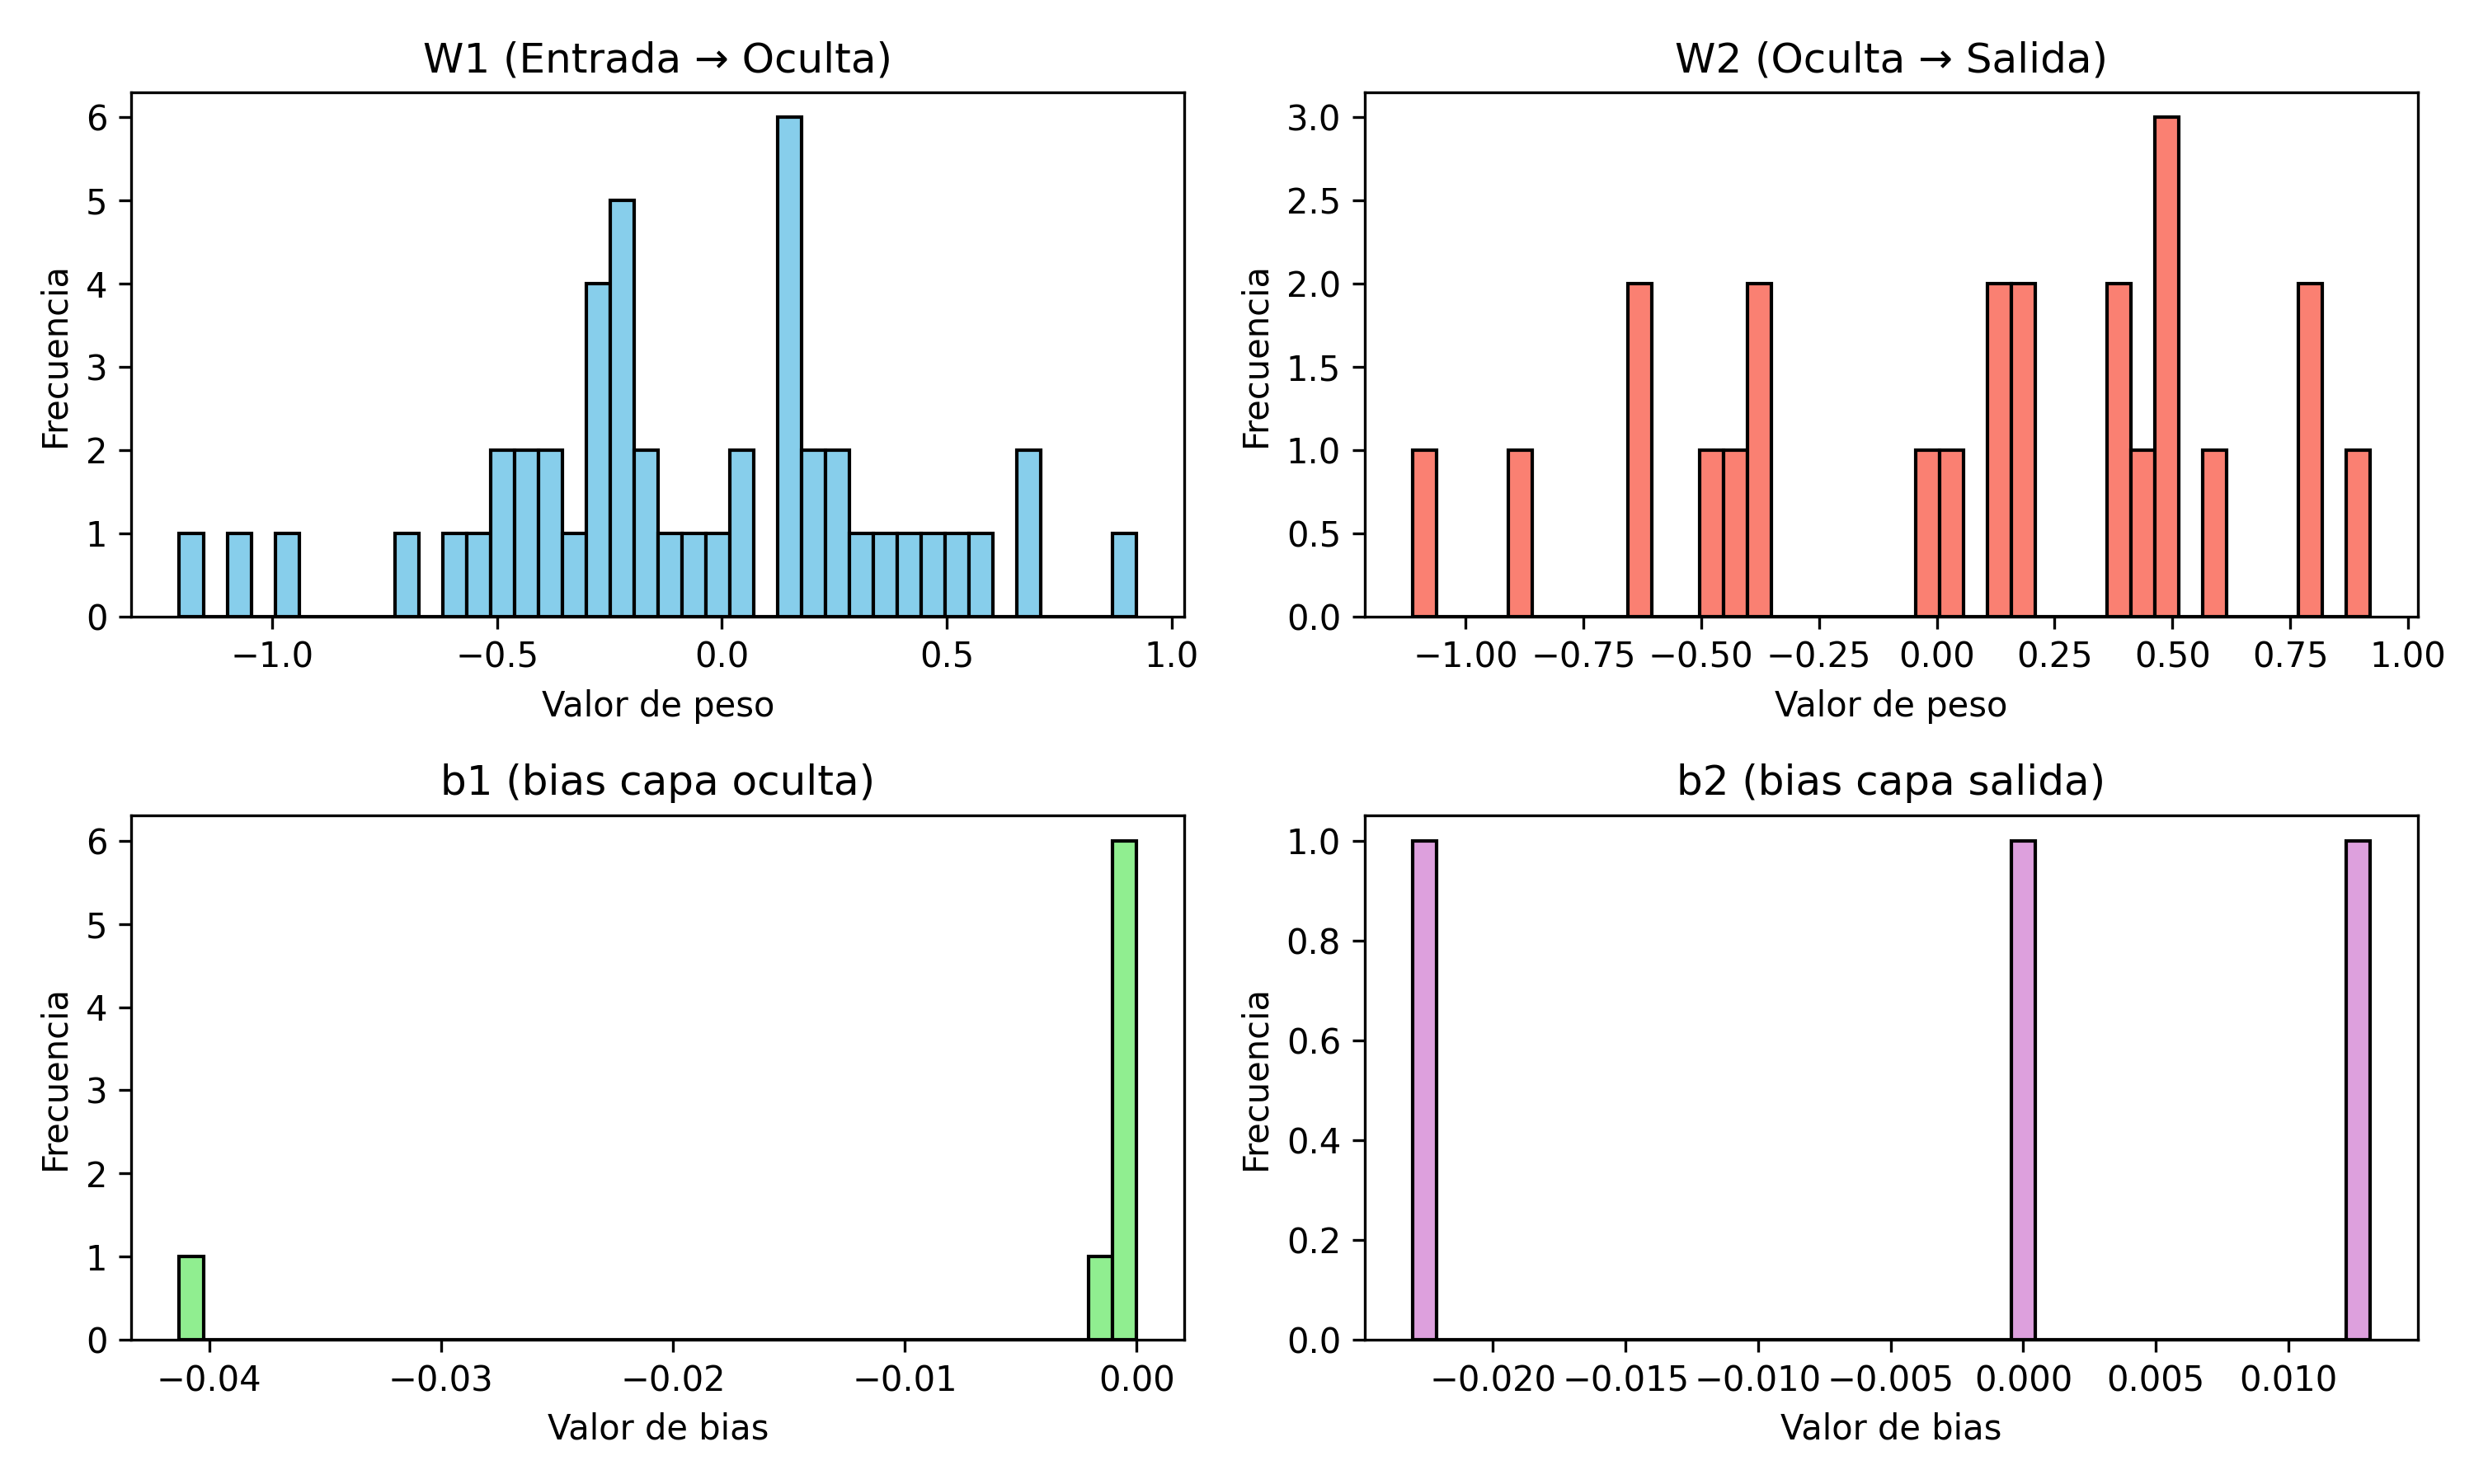 W1 (Entrada → Oculta)
6
5
4
3
2
1
0
Frecuencia
−1.0 −0.5 0.0 0.5 1.0
Valor de peso
W2 (Oculta → Salida)
3.0
2.5
2.0
1.5
1.0
0.5
0.0
Frecuencia
−1.00 −0.75 −0.50 −0.25 0.00 0.25 0.50 0.75 1.00
Valor de peso
b1 (bias capa oculta)
6
5
4
3
2
1
0
Frecuencia
−0.04 −0.03 −0.02 −0.01 0.00
Valor de bias
b2 (bias capa salida)
1.0
0.8
0.6
0.4
0.2
0.0
Frecuencia
−0.020 −0.015 −0.010 −0.005 0.000 0.005 0.010
Valor de bias